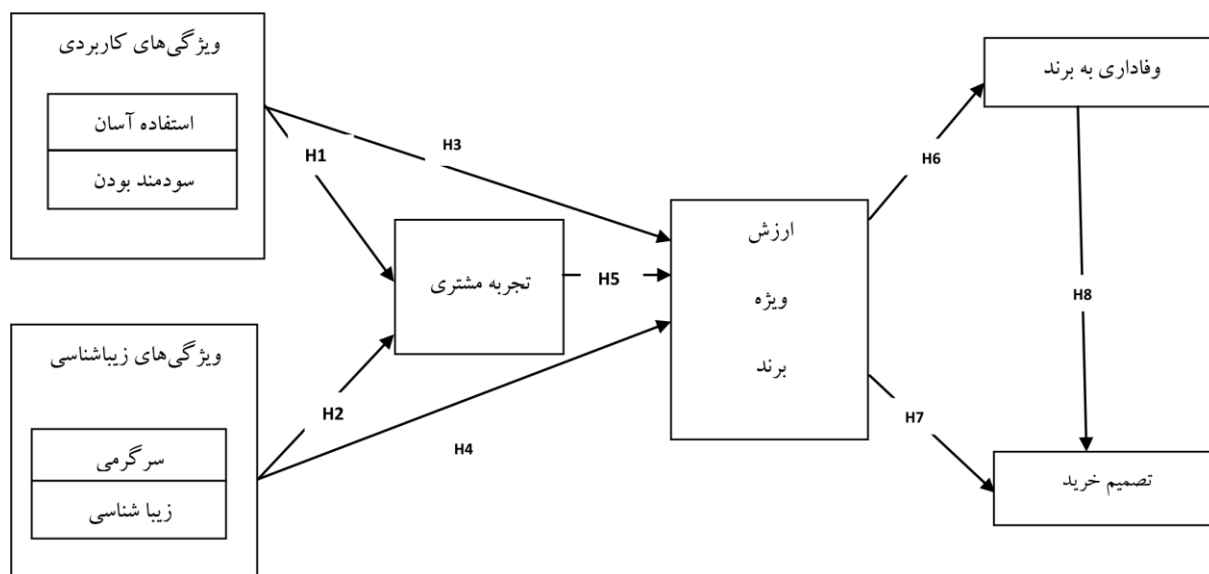 ویژگی‌های کاربردی
استفاده آسان
سودمند بودن
H1
H3
وفاداری به برند
H6
تجربه مشتری
H5
ارزش
ویژه
برند
H8
ویژگی‌های زیباشناسی
سرگرمی
زیبا شناسی
H2
H4
H7
تصمیم خرید